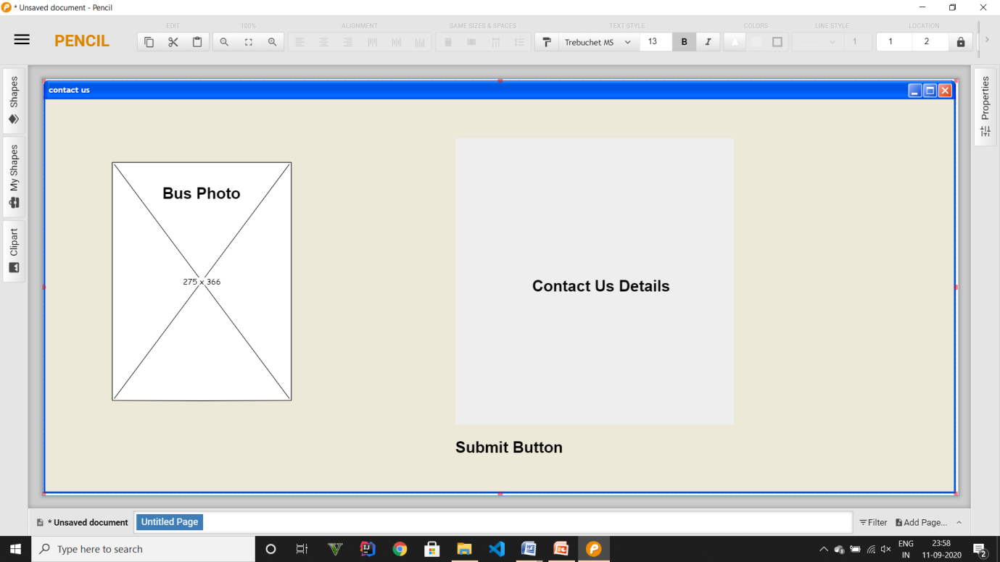 * Unsaved document - Pencil
PENCIL
EDIT
100%
ALIGNMENT
SAME SIZES & SPACES
TEXT STYLE
COLORS
LINE STYLE
LOCATION
Trebuchet MS
13
B
I
1
1
2
Shapes
My Shapes
Clipart
Properties
contact us
Bus Photo
275 x 366
Contact Us Details
Submit Button
* Unsaved document
Untitled Page
Filter
Add Page...
Type here to search
ENG
IN
23:58
11-09-2020
2